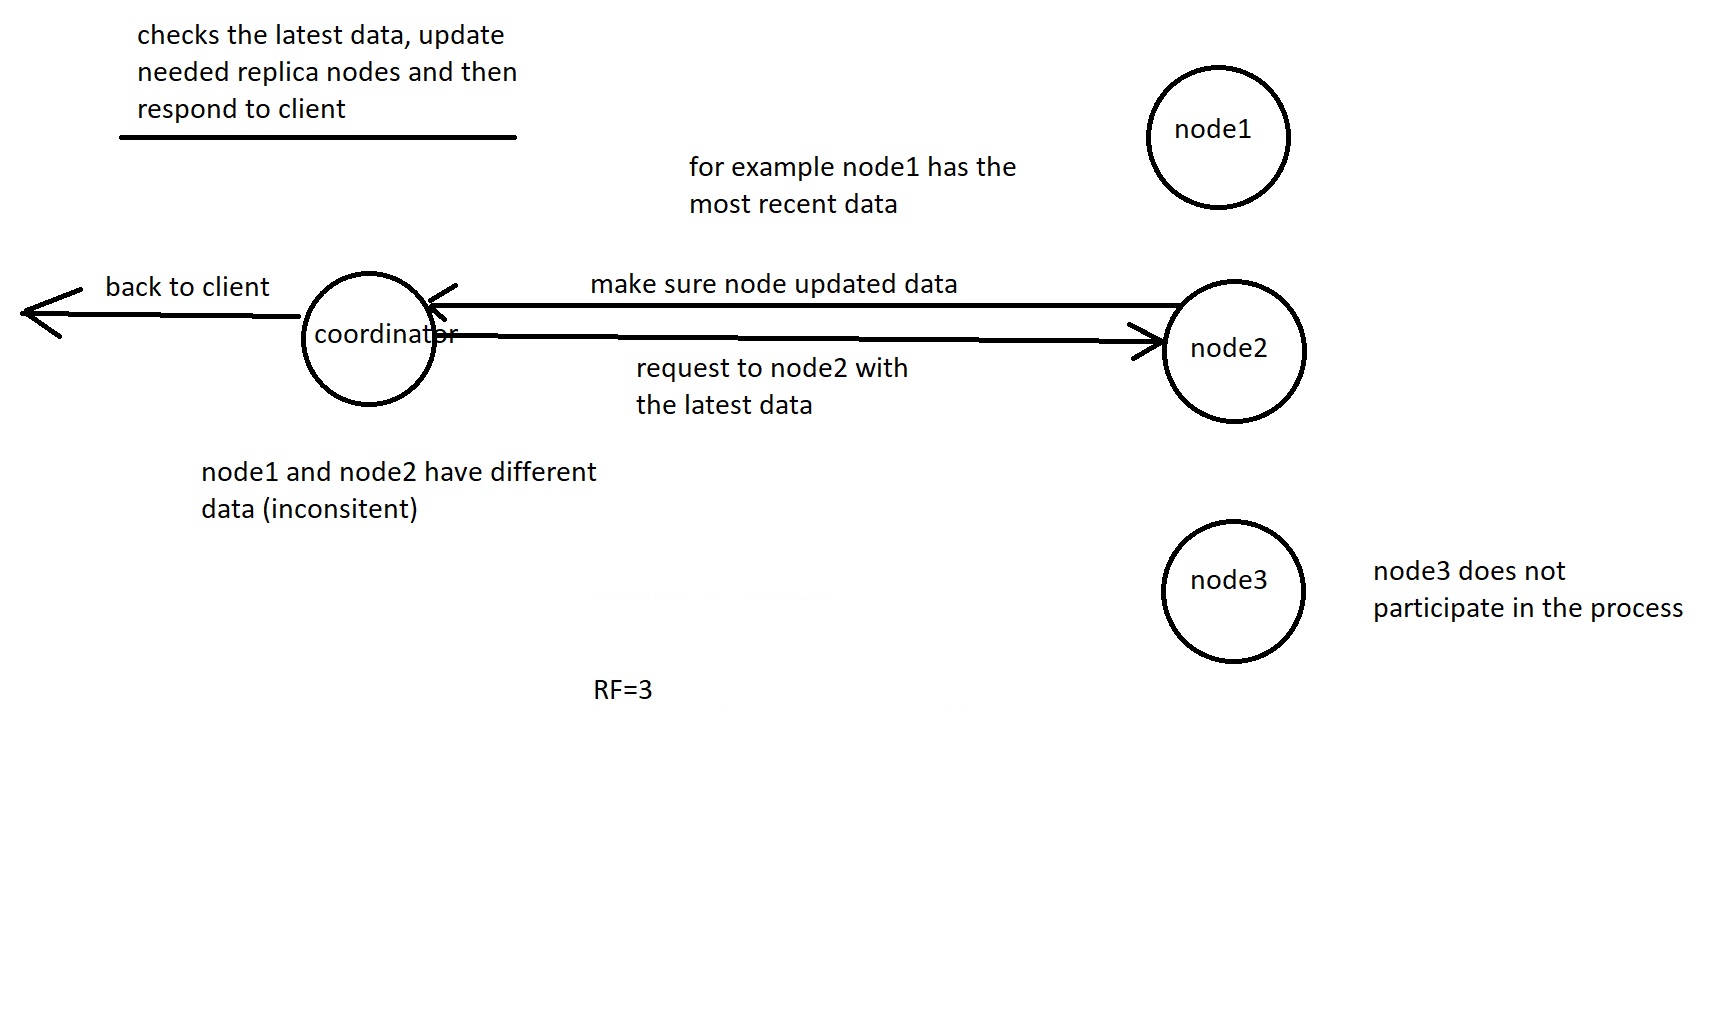 checks the latest data, update
needed replica nodes and then
respond to client
node1
for example node1 has the
most recent data
back to client
make sure node updated data
coordinator
node2
request to node2 with
the latest data
node1 and node2 have different
data (inconsitent)
node3
node3 does not
participate in the process
RF=3